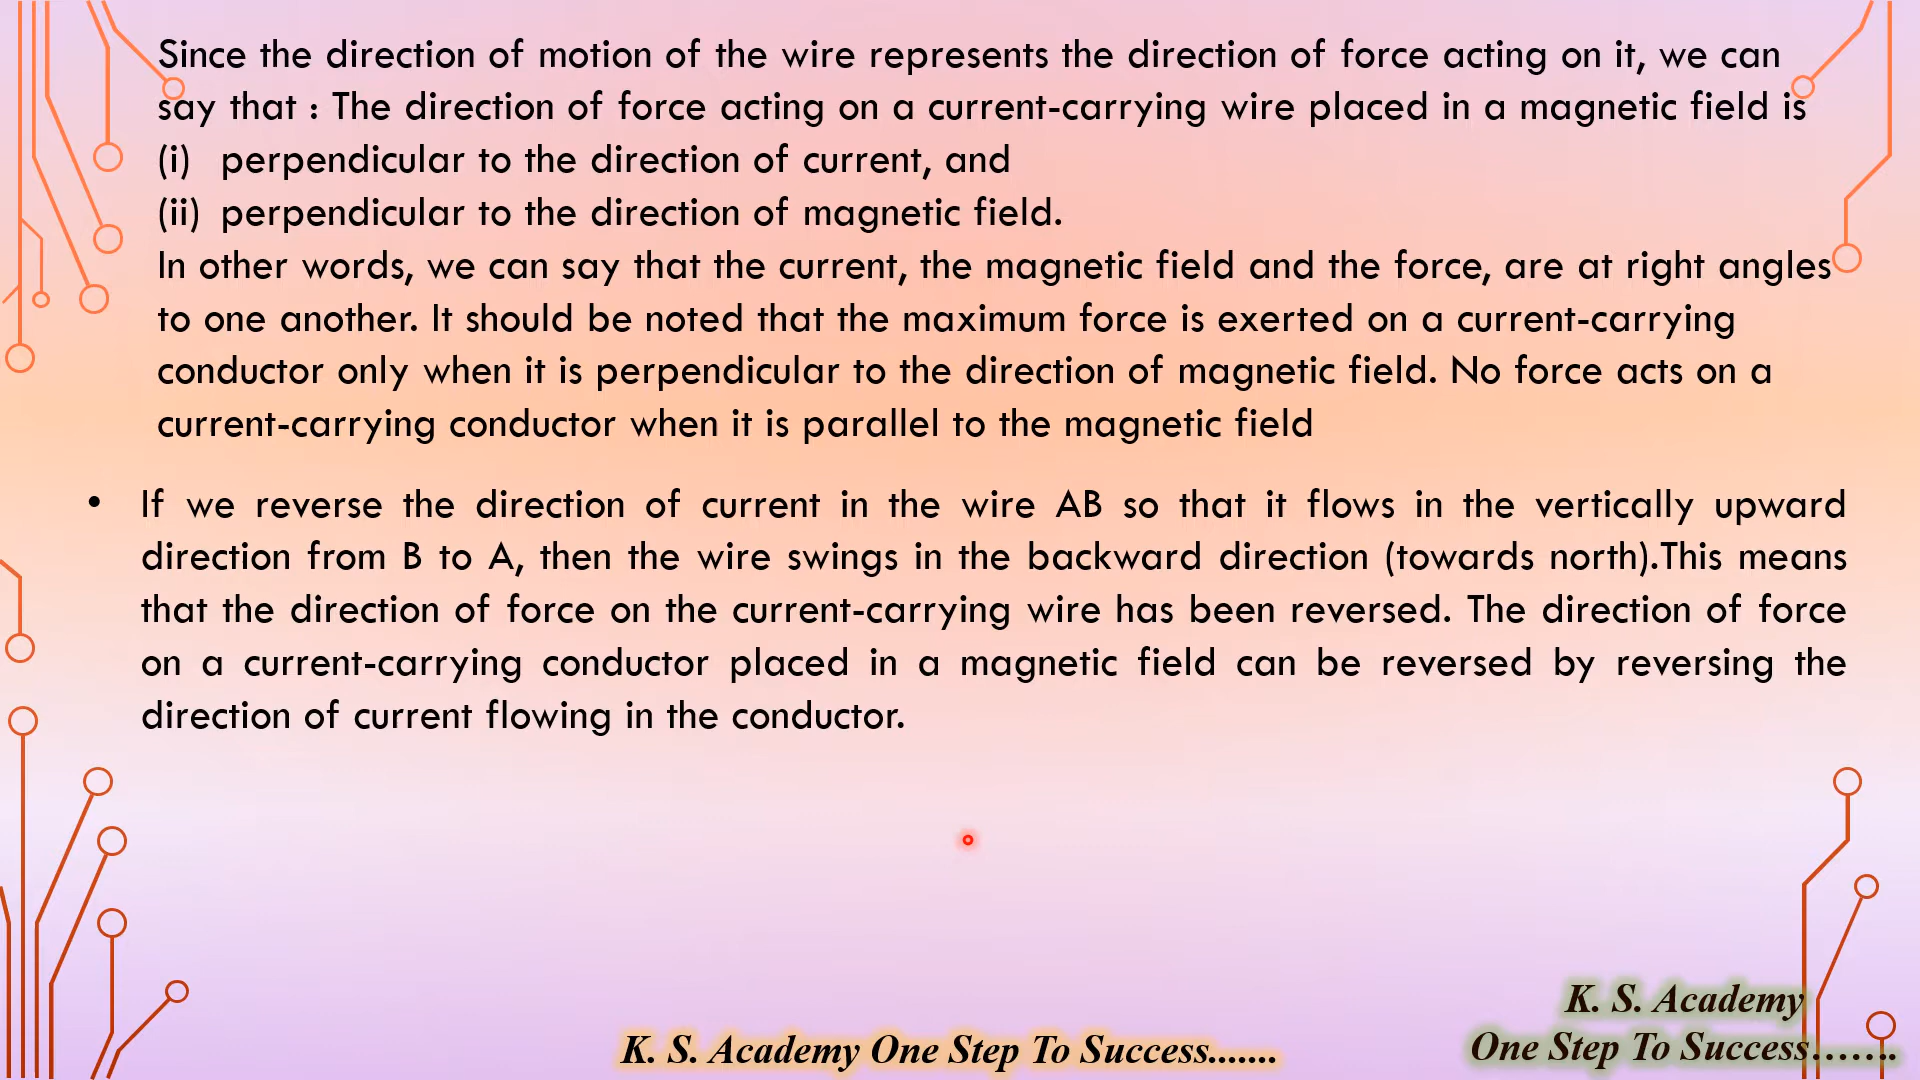 Since the direction of motion of the wire represents the direction of force acting on it, we can
say that : The direction of force acting on a current-carrying wire placed in a magnetic field is
(i) perpendicular to the direction of current, and
(ii) perpendicular to the direction of magnetic field.
In other words, we can say that the current, the magnetic field and the force, are at right angles
to one another. It should be noted that the maximum force is exerted on a current-carrying
conductor only when it is perpendicular to the direction of magnetic field. No force acts on a
current-carrying conductor when it is parallel to the magnetic field
• If we reverse the direction of current in the wire AB so that it flows in the vertically upward
direction from B to A, then the wire swings in the backward direction (towards north).This means
that the direction of force on the current-carrying wire has been reversed. The direction of force
on a current-carrying conductor placed in a magnetic field can be reversed by reversing the
direction of current flowing in the conductor.
K. S. Academy
One Step To Success…….
K. S. Academy One Step To Success.......